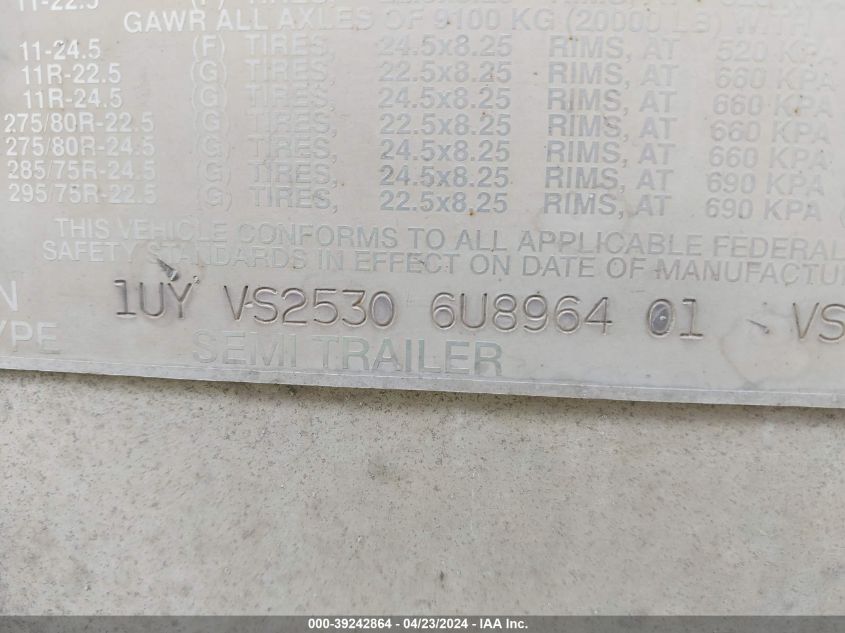 11-22.5
GAWR ALL AXLES OF 9100 KG (20000 LB) WITH
11-24.5 (F) TIRES, 24.5x8.25 RIMS, AT 520 KPA
11R-22.5 (G) TIRES, 22.5x8.25 RIMS, AT 660 KPA
11R-24.5 (G) TIRES, 24.5x8.25 RIMS, AT 660 KPA
275/80R-22.5 (G) TIRES, 22.5x8.25 RIMS, AT 660 KPA
275/80R-24.5 (G) TIRES, 24.5x8.25 RIMS, AT 660 KPA
285/75R-24.5 (G) TIRES, 24.5x8.25 RIMS, AT 690 KPA
295/75R-22.5 (G) TIRES, 22.5x8.25 RIMS, AT 690 KPA (
THIS VEHICLE CONFORMS TO ALL APPLICABLE FEDERAL
SAFETY STANDARDS IN EFFECT ON DATE OF MANUFACTU
N 1UY VS2530 6U8964 01 - VS
YPE SEMI TRAILER
000-39242864 - 04/23/2024 - IAA Inc.